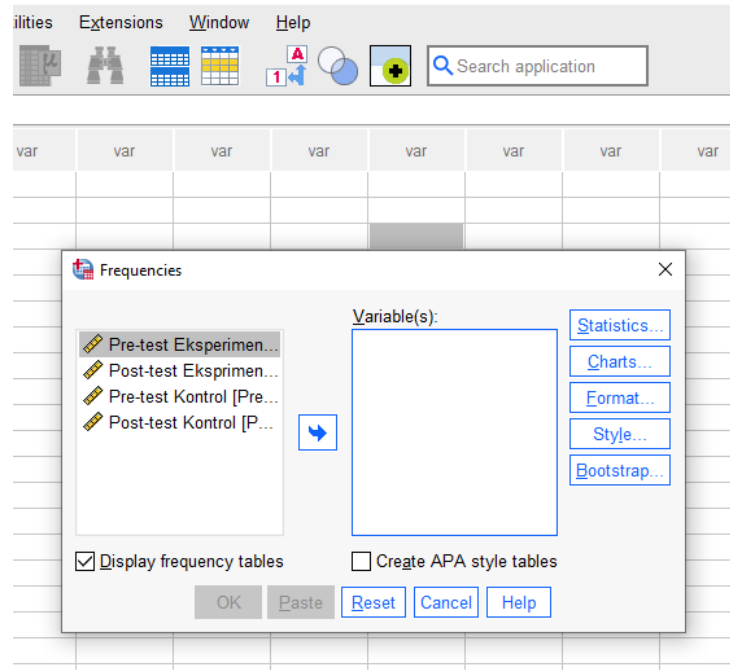 ilities Extensions Window Help
A
1
μ
Search application
var var var var var var var var
Frequencies
Variable(s):
Pre-test Eksperimen...
Post-test Eksprimen...
Pre-test Kontrol [Pre...
Post-test Kontrol [P...
Statistics...
Charts...
Format...
Style...
Bootstrap...
Display frequency tables
Create APA style tables
OK Paste Reset Cancel Help